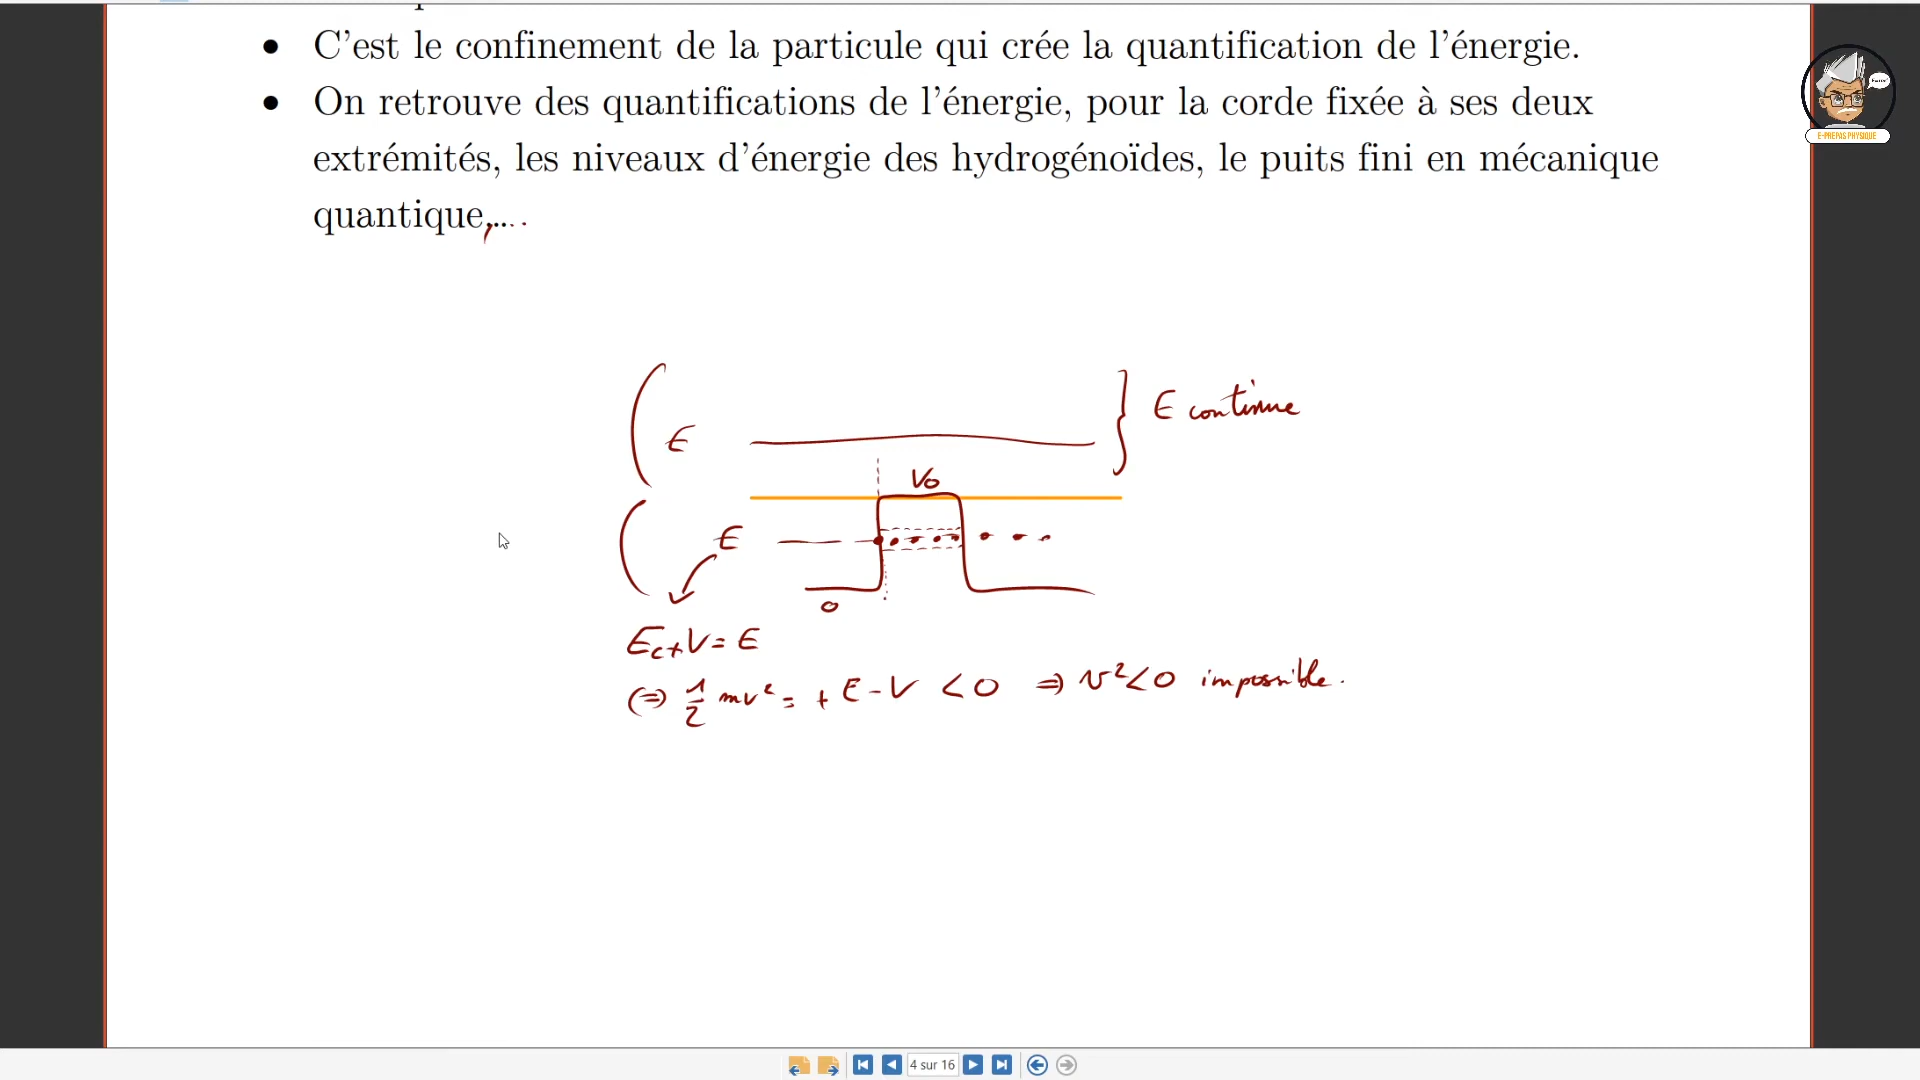 • C'est le confinement de la particule qui crée la quantification de l'énergie.
• On retrouve des quantifications de l'énergie, pour la corde fixée à ses deux
extrémités, les niveaux d'énergie des hydrogénoïdes, le puits fini en mécanique
quantique,...
E continue
E
V0
E
0
Ec+V=E
(⇒ 1/2 mv² = + E-V <0 ⇒ v²<0 impossible.
E-PREPAS PHYSIQUE
4 sur 16